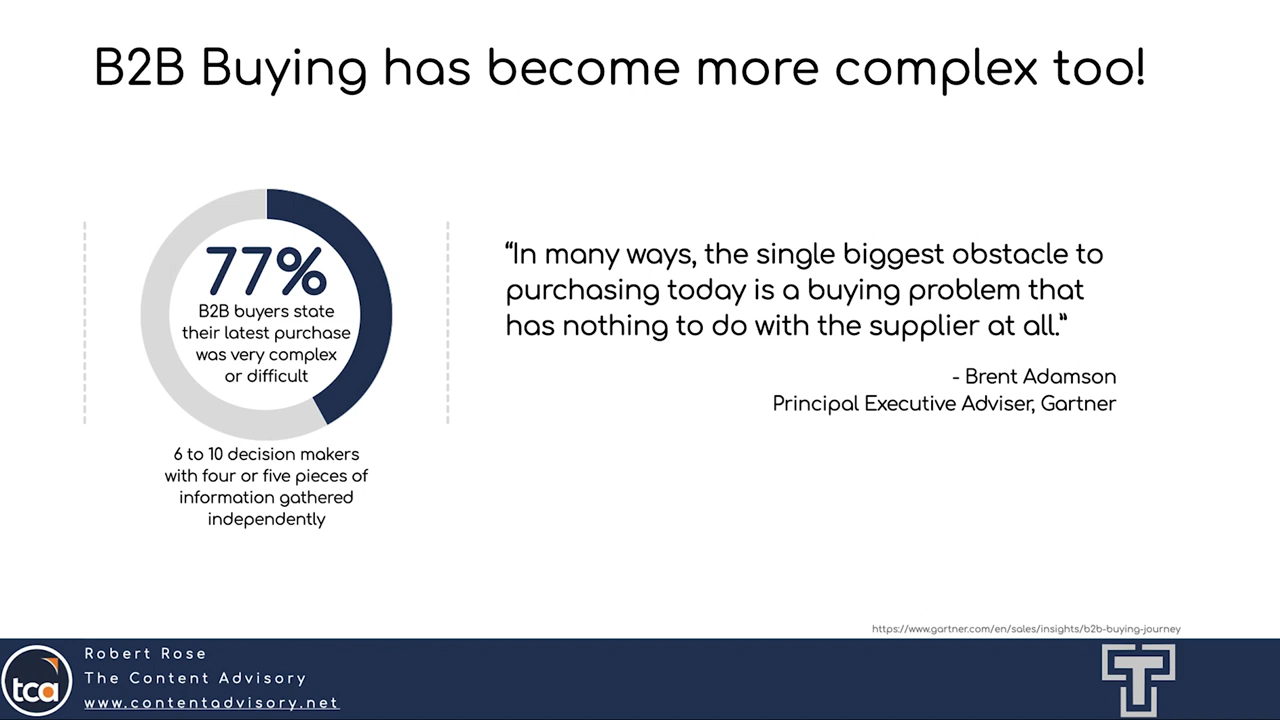 B2B Buying has become more complex too!
77%
B2B buyers state
their latest purchase
was very complex
or difficult
6 to 10 decision makers
with four or five pieces of
information gathered
independently
“In many ways, the single biggest obstacle to
purchasing today is a buying problem that
has nothing to do with the supplier at all.”
- Brent Adamson
Principal Executive Adviser, Gartner
https://www.gartner.com/en/sales/insights/b2b-buying-journey
tca
Robert Rose
The Content Advisory
www.contentadvisory.net
T